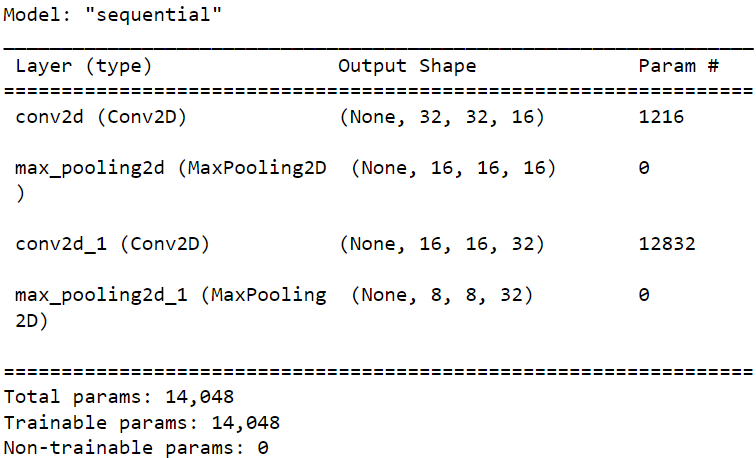 Model: "sequential"
_________________________________________________________________
Layer (type) Output Shape Param #
=================================================================
conv2d (Conv2D) (None, 32, 32, 16) 1216
max_pooling2d (MaxPooling2D (None, 16, 16, 16) 0
)
conv2d_1 (Conv2D) (None, 16, 16, 32) 12832
max_pooling2d_1 (MaxPooling (None, 8, 8, 32) 0
2D)
=================================================================
Total params: 14,048
Trainable params: 14,048
Non-trainable params: 0